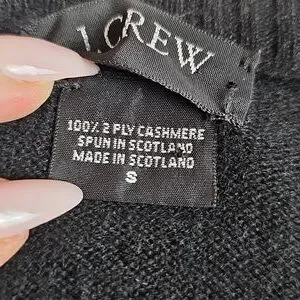 J.CREW
100% 2 PLY CASHMERE
SPUN IN SCOTLAND
MADE IN SCOTLAND
S